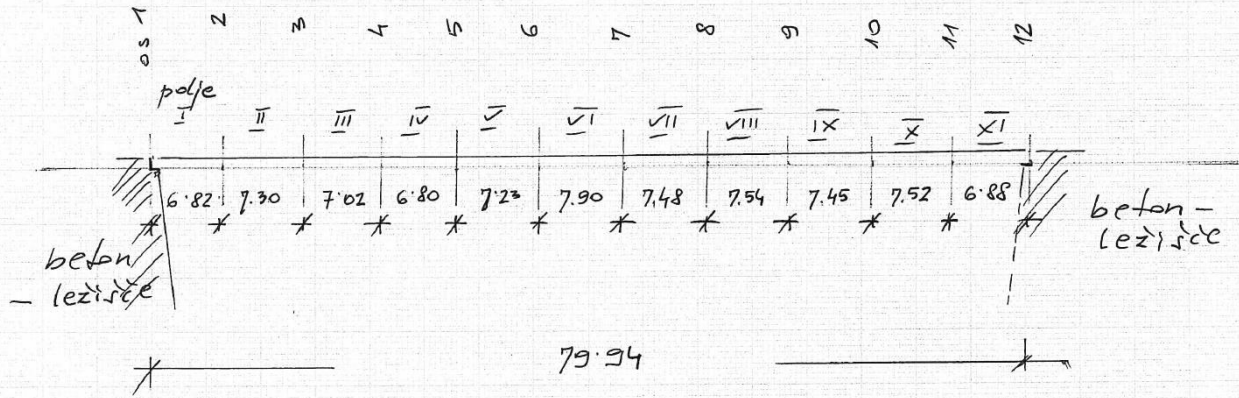 os 1 2 3 4 5 6 7 8 9 10 11 12
polje
I II III IV V VI VII VIII IX X XI
6.82 7.30 7.02 6.80 7.23 7.90 7.48 7.54 7.45 7.52 6.88
beton
- ležišče
beton -
ležišče
79.94